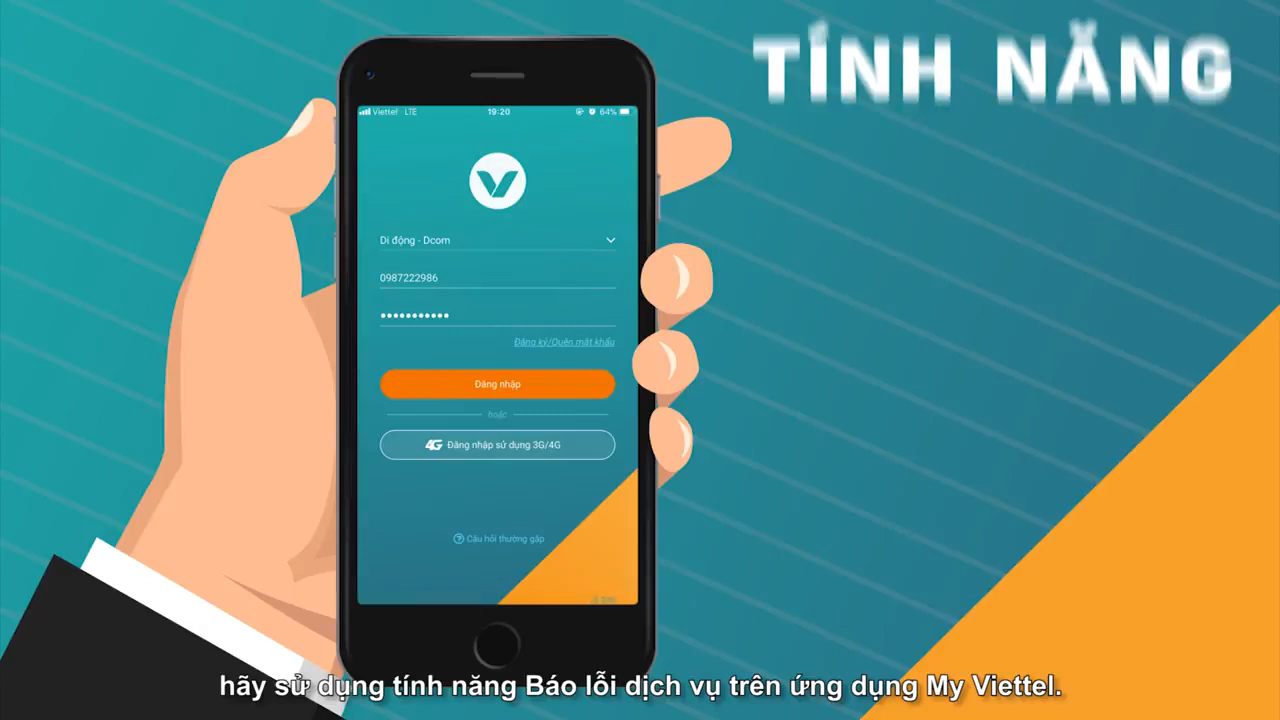 TÍNH NĂNG
Viettel LTE 19:20 64%
Di động - Dcom
0987222986
Đăng ký/Quên mật khẩu
Đăng nhập
hoặc
4G Đăng nhập sử dụng 3G/4G
Câu hỏi thường gặp
hãy sử dụng tính năng Báo lỗi dịch vụ trên ứng dụng My Viettel.